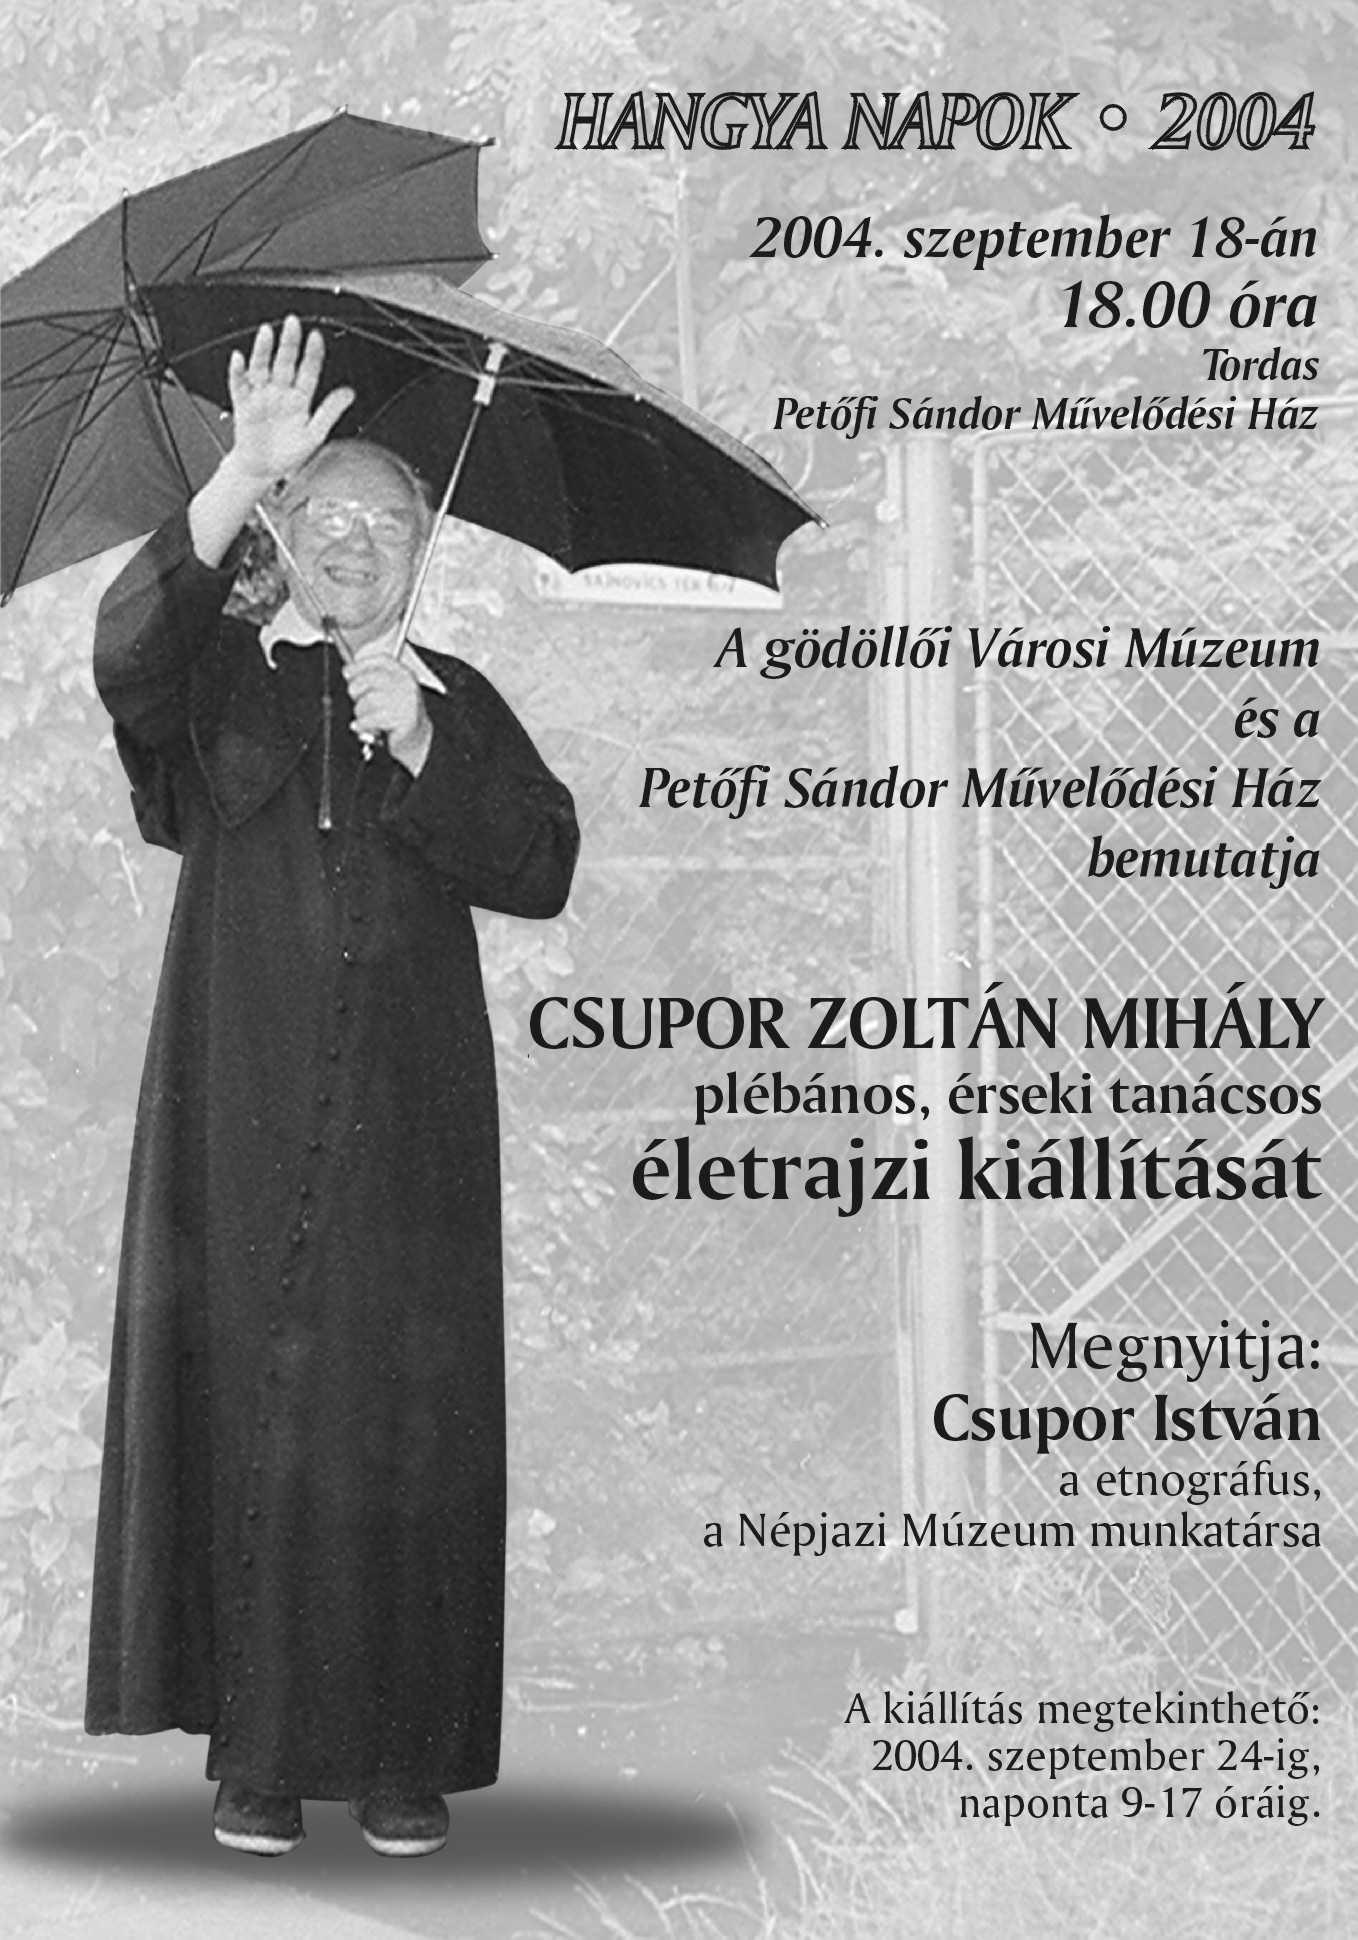 HANGYA NAPOK • 2004
2004. szeptember 18-án
18.00 óra
Tordas
Petőfi Sándor Művelődési Ház
SAJNOVICS TÉR
A gödöllői Városi Múzeum
és a
Petőfi Sándor Művelődési Ház
bemutatja
CSUPOR ZOLTÁN MIHÁLY
plébános, érseki tanácsos
életrajzi kiállítását
Megnyitja:
Csupor István
a etnográfus,
a Népjazi Múzeum munkatársa
A kiállítás megtekinthető:
2004. szeptember 24-ig,
naponta 9-17 óráig.